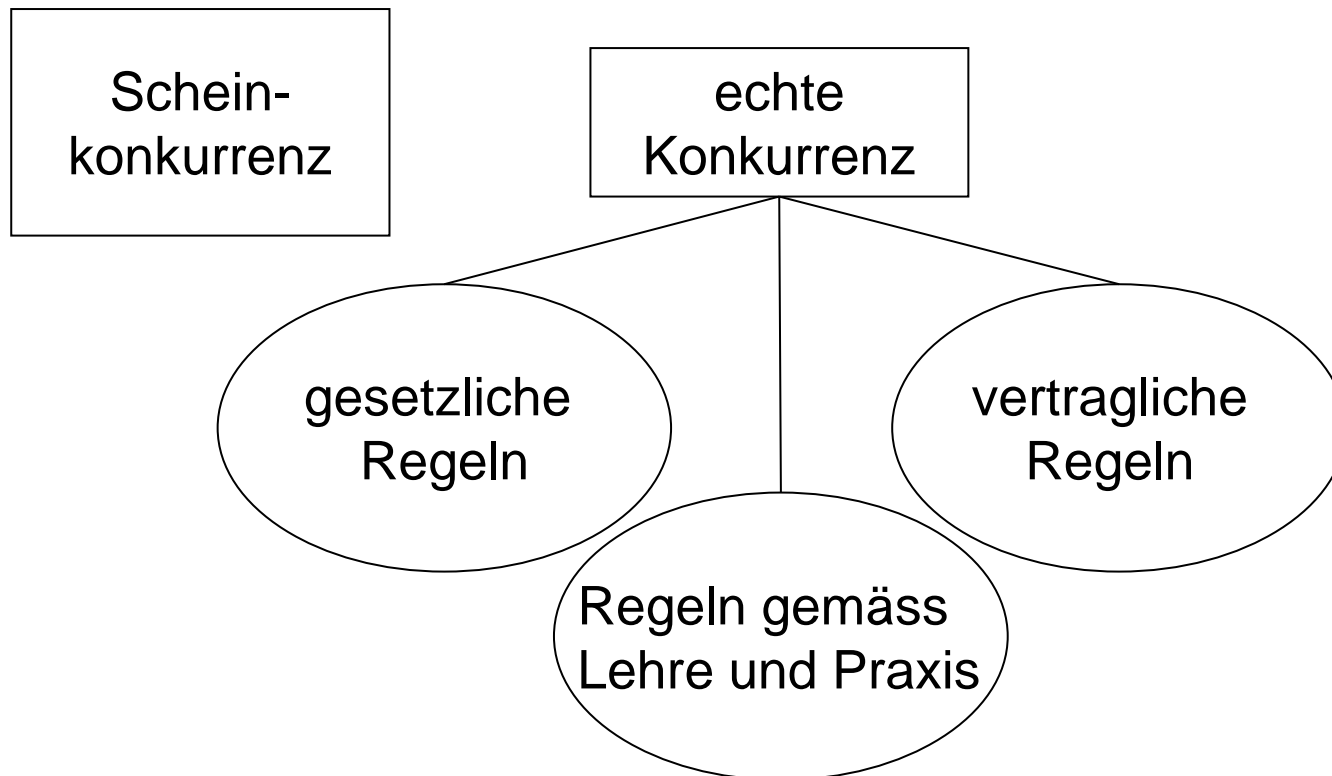 Schein-
konkurrenz
echte
Konkurrenz
gesetzliche
Regeln
vertragliche
Regeln
Regeln gemäss
Lehre und Praxis